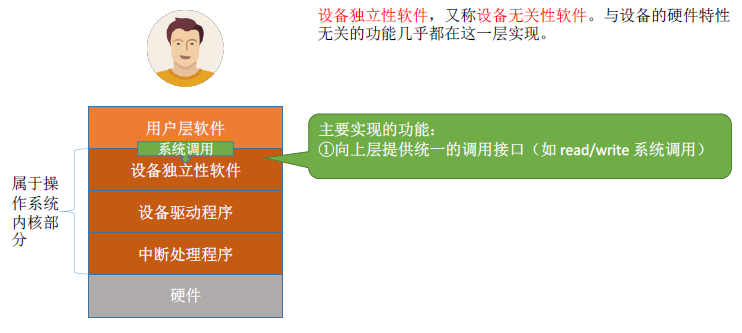 设备独立性软件，又称设备无关性软件。与设备的硬件特性
无关的功能几乎都在这一层实现。
用户层软件
系统调用
设备独立性软件
设备驱动程序
中断处理程序
硬件
属于操
作系统
内核部
分
主要实现的功能：
①向上层提供统一的调用接口（如 read/write 系统调用）